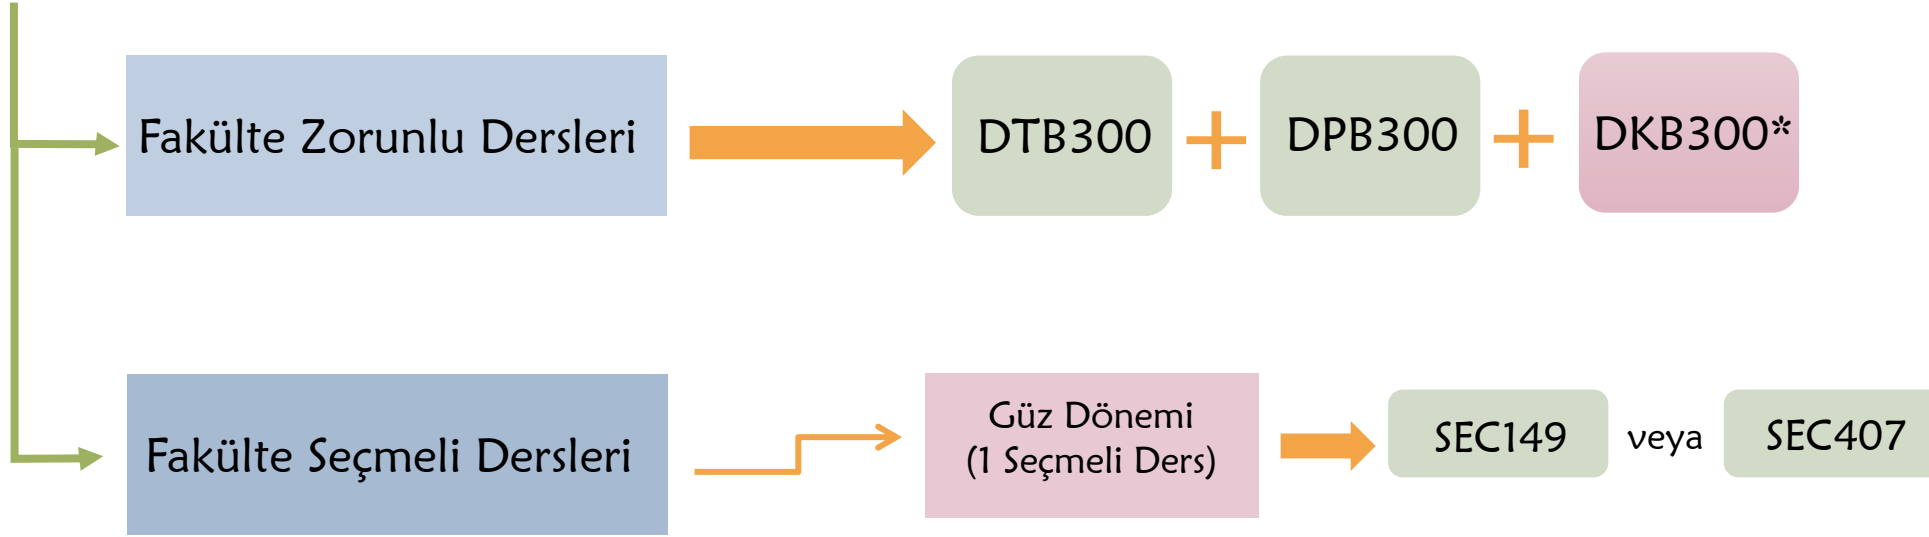 Fakülte Zorunlu Dersleri
DTB300
+
DPB300
+
DKB300*
Fakülte Seçmeli Dersleri
Güz Dönemi
(1 Seçmeli Ders)
SEC149
veya
SEC407